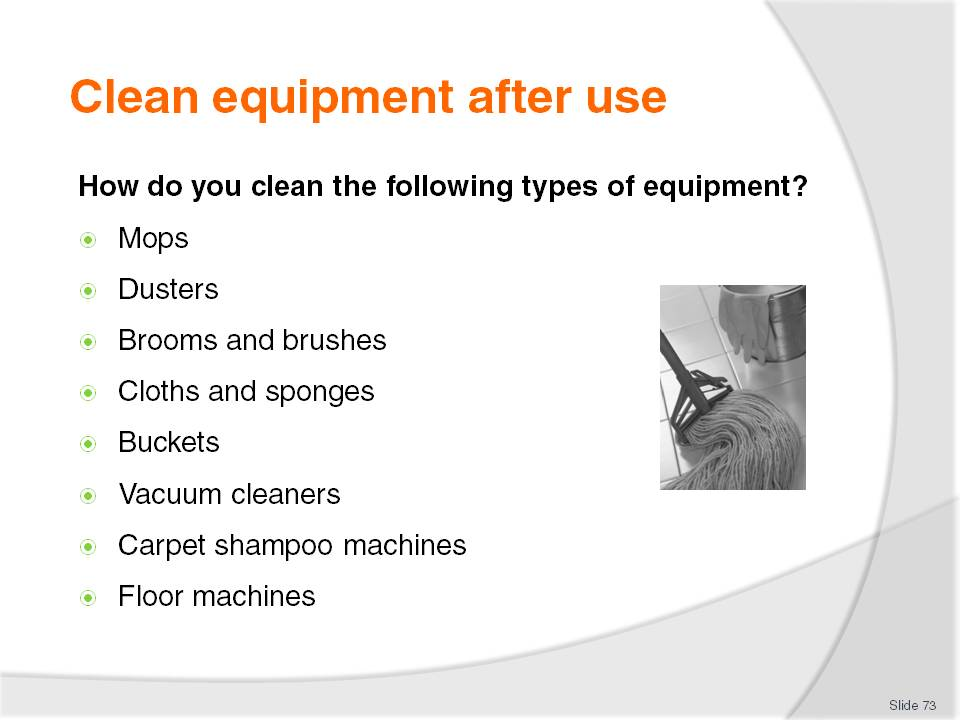 Clean equipment after use
How do you clean the following types of equipment?
Mops
Dusters
Brooms and brushes
Cloths and sponges
Buckets
Vacuum cleaners
Carpet shampoo machines
Floor machines
Slide 73